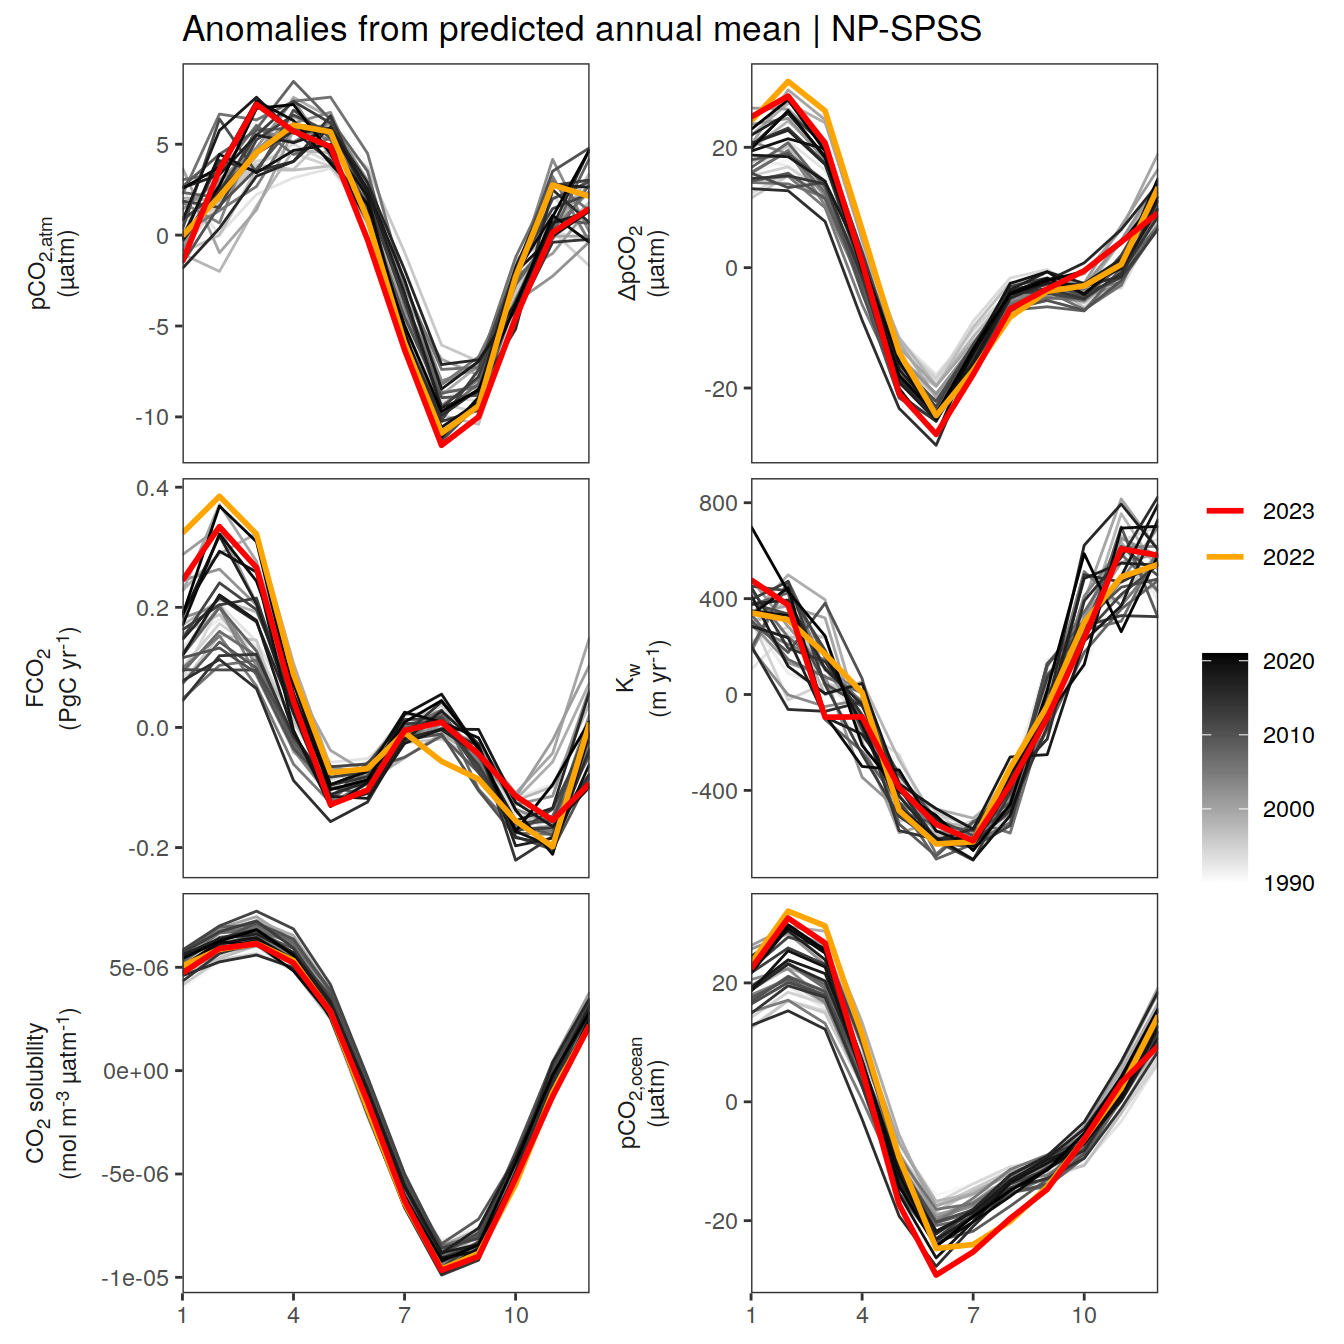 Anomalies from predicted annual mean | NP-SPSS
pCO2,atm
(µatm)
5
0
-5
-10
ΔpCO2
(µatm)
20
0
-20
FCO2
(PgC yr-1)
0.4
0.2
0.0
-0.2
Kw
(m yr-1)
800
400
0
-400
2023
2022
2020
2010
2000
1990
CO2 solubility
(mol m-3 µatm-1)
5e-06
0e+00
-5e-06
-1e-05
1 4 7 10
pCO2,ocean
(µatm)
20
0
-20
1 4 7 10